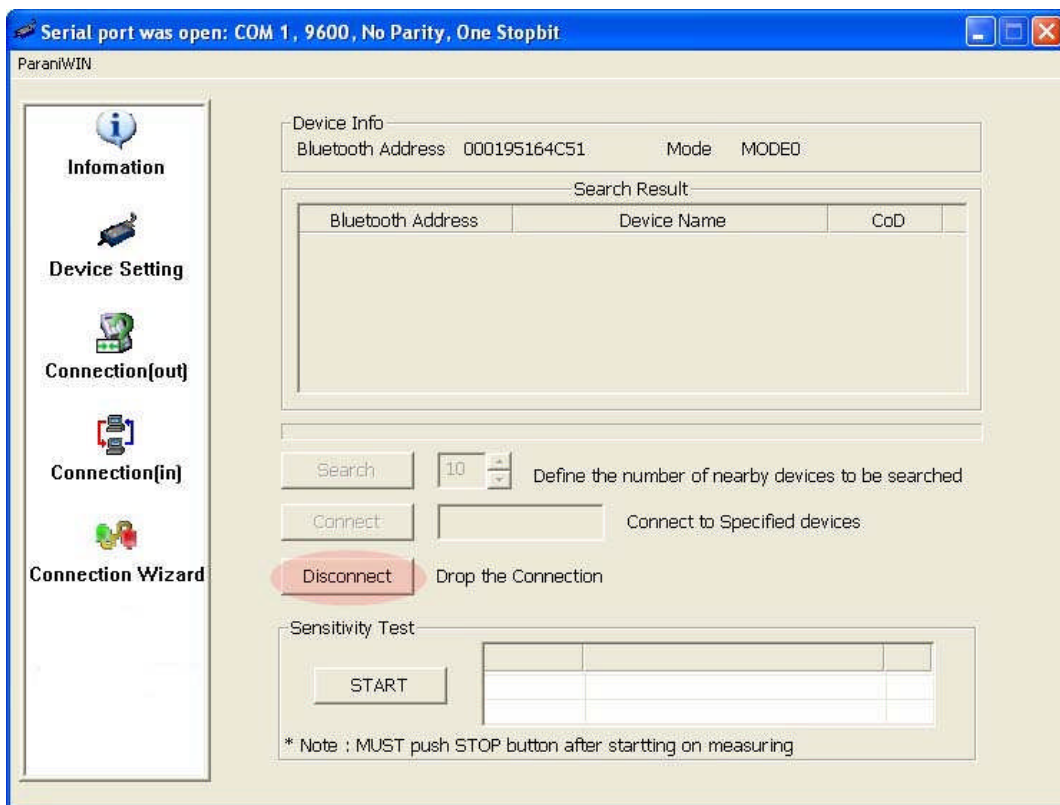 Serial port was open: COM 1, 9600, No Parity, One Stopbit
ParaniWIN
Infomation
Device Setting
Connection(out)
Connection(in)
Connection Wizard
Device Info
Bluetooth Address 000195164C51 Mode MODE0
Search Result
Bluetooth Address Device Name CoD
Search 10 Define the number of nearby devices to be searched
Connect Connect to Specified devices
Disconnect Drop the Connection
Sensitivity Test
START
* Note : MUST push STOP button after startting on measuring